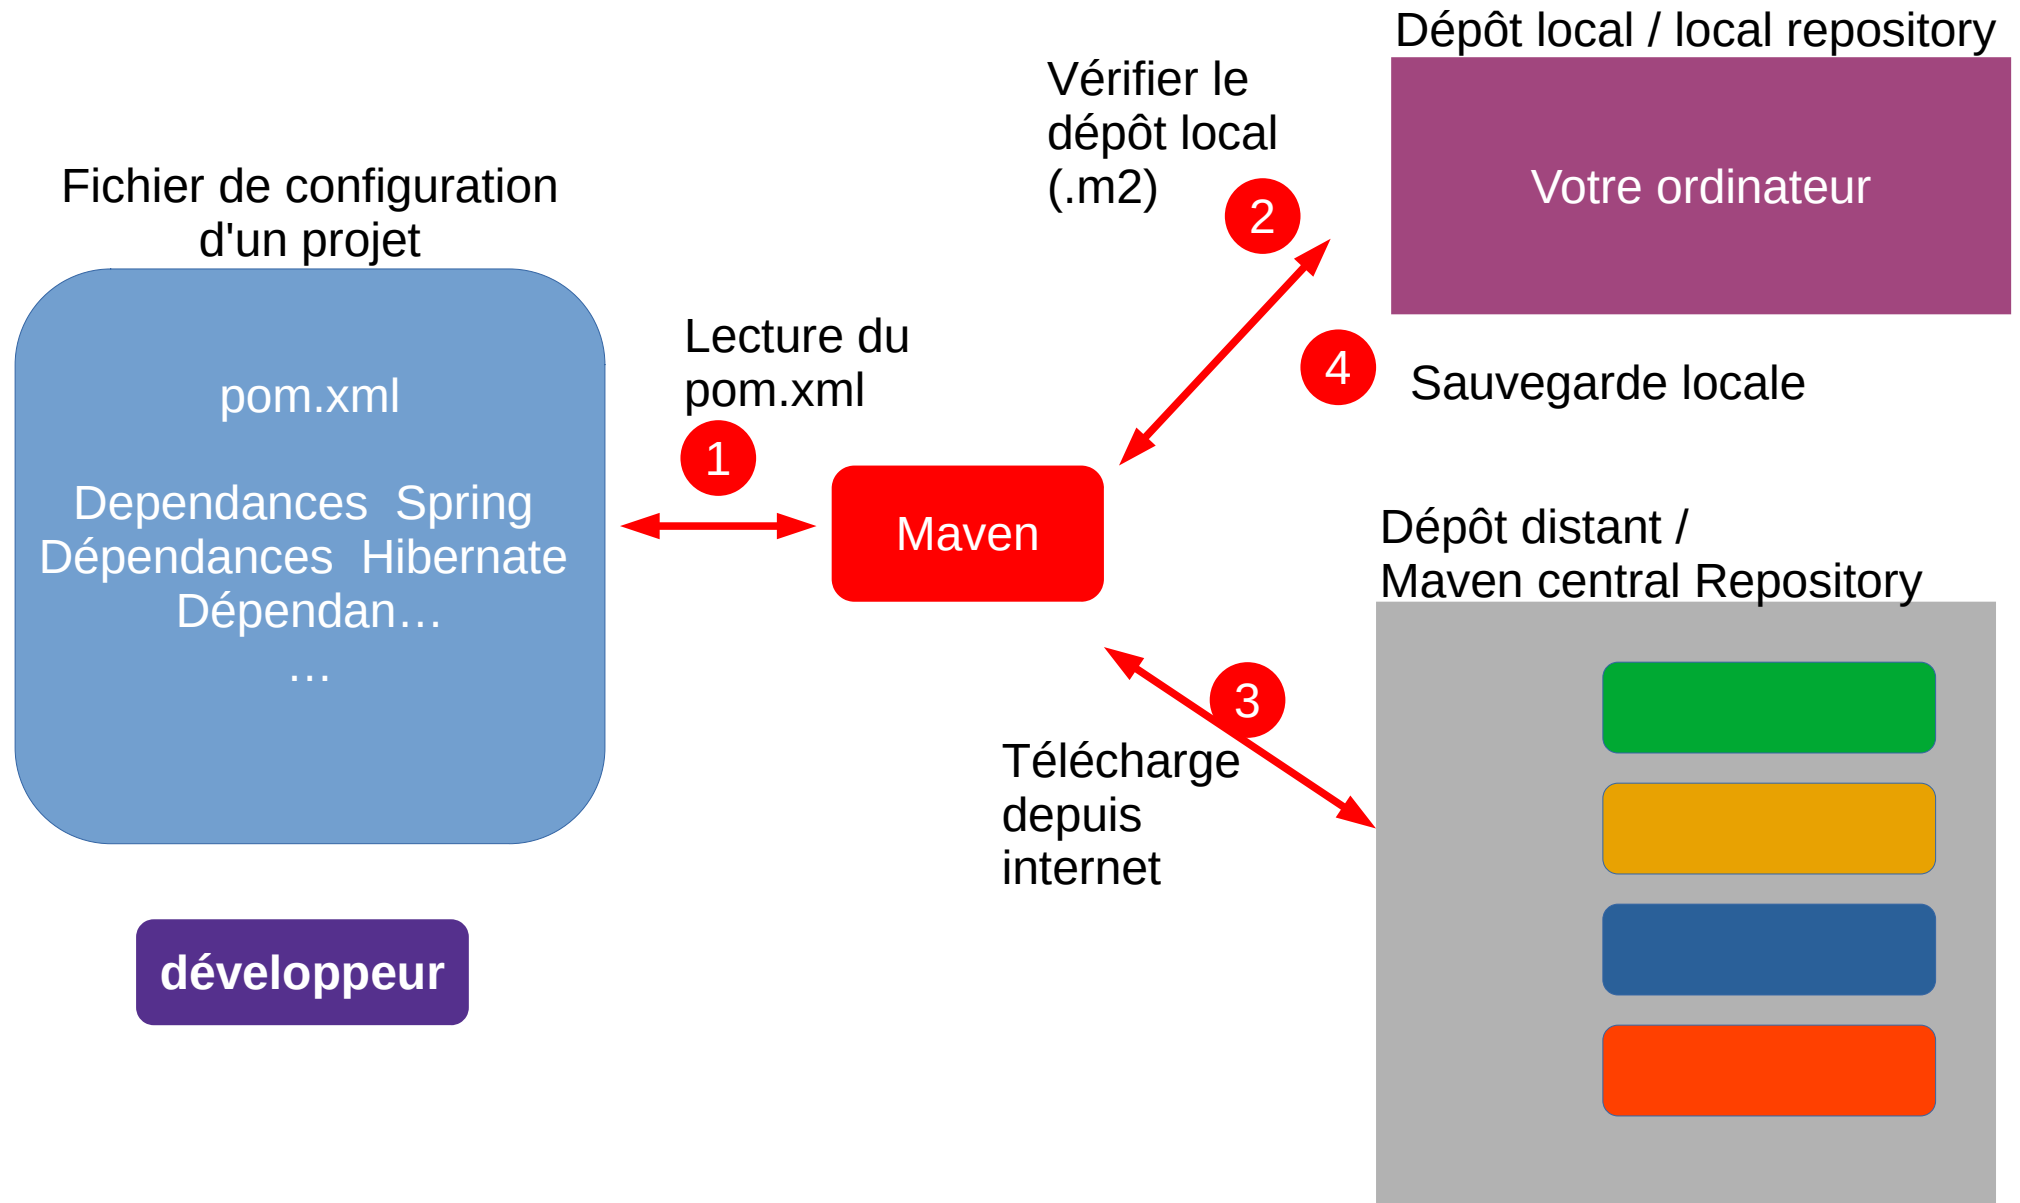 Fichier de configuration
d'un projet
pom.xml
Dependances  Spring
Dépendances  Hibernate
Dépendan…
…
développeur
Lecture du
pom.xml
1
Maven
Vérifier le
dépôt local
(.m2)
2
Dépôt local / local repository
Votre ordinateur
4
Sauvegarde locale
3
Télécharge
depuis
internet
Dépôt distant /
Maven central Repository